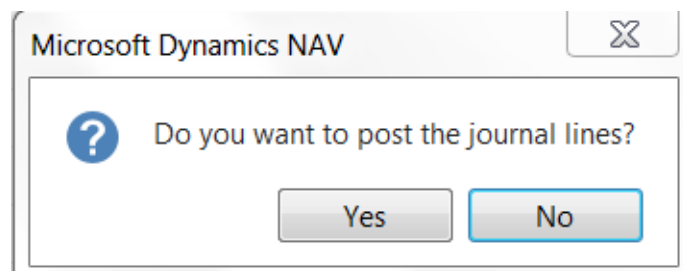 Microsoft Dynamics NAV
Do you want to post the journal lines?
Yes
No